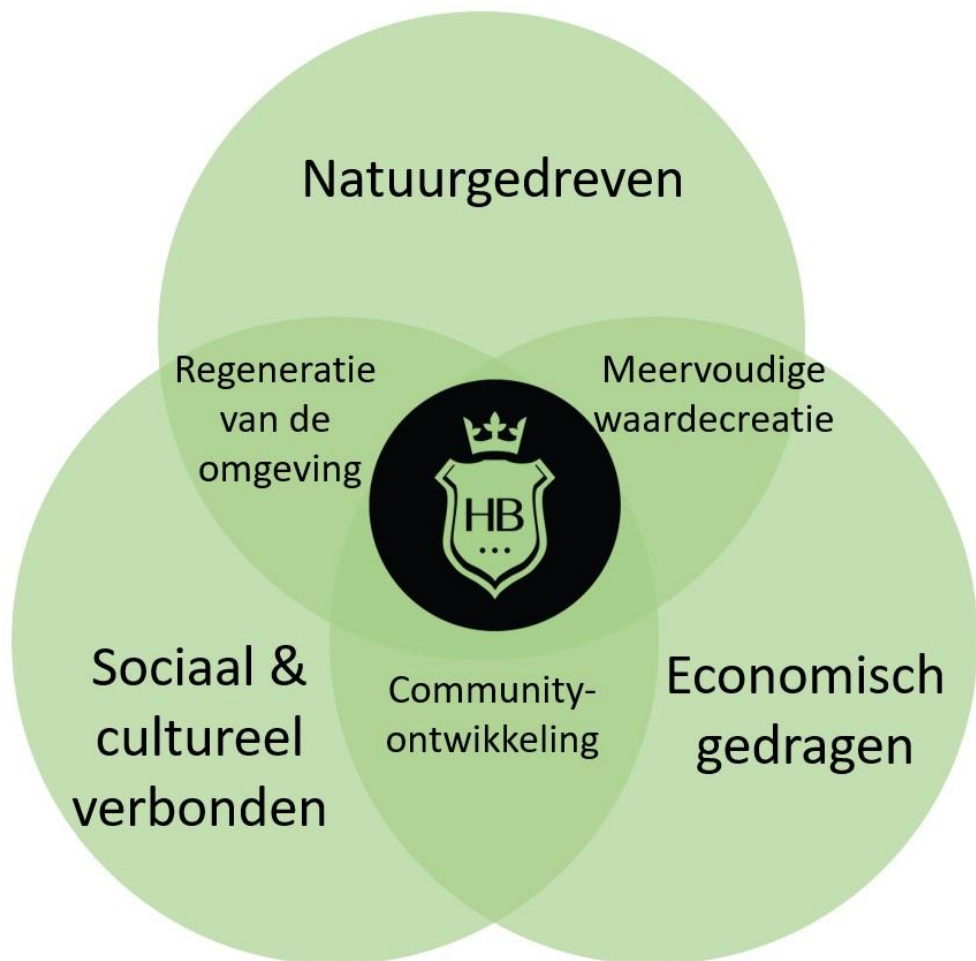 Natuurgedreven
Regeneratie
van de
omgeving
Meervoudige
waardecreatie
HB
Sociaal &
cultureel
verbonden
Community-
ontwikkeling
Economisch
gedragen